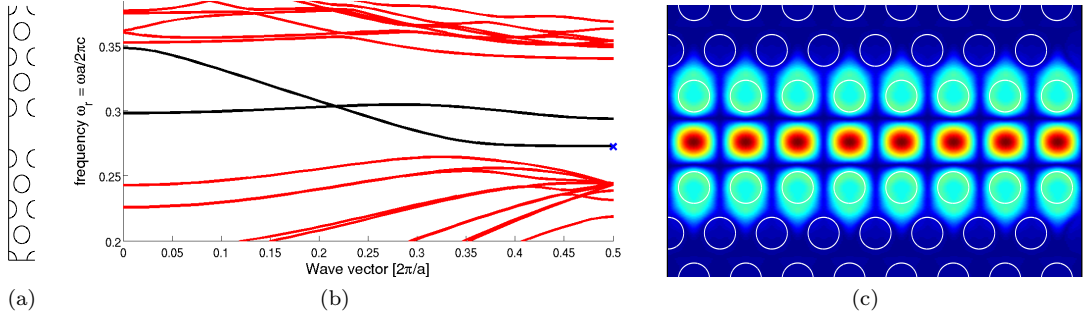 frequency ω_r = ωa/2πc
0.35
0.3
0.25
0.2
0 0.05 0.1 0.15 0.2 0.25 0.3 0.35 0.4 0.45 0.5
Wave vector [2π/a]
(a) (b) (c)